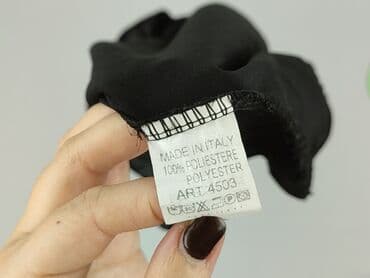 MADE IN ITALY
100% POLIESTERE
POLYESTER
ART. 4503